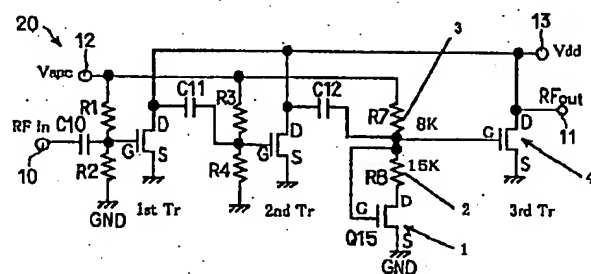 20
12
13
3
Vapc
Vdd
C11
C12
R1
R3
R7
8K
RFout
11
RF in
C10
D
D
D
10
G
G
G
R2
S
R4
S
15K
R8
S
4
GND
1st Tr
2nd Tr
2
3rd Tr
G
D
Q15
S
1
GND